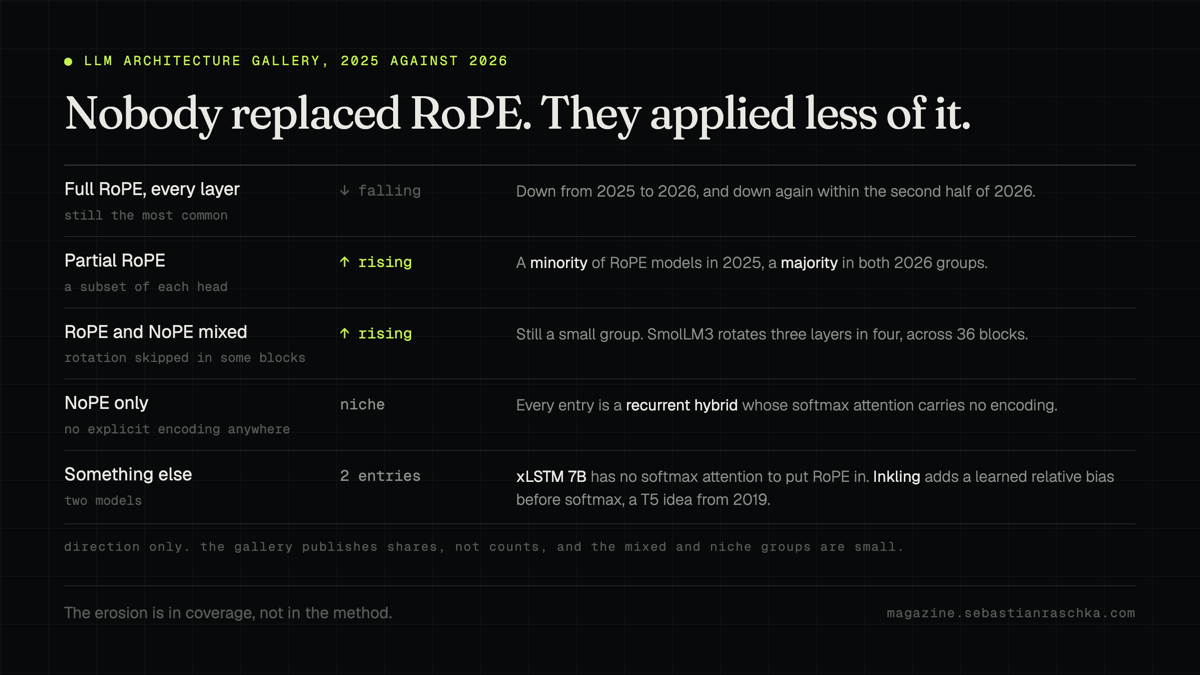 ● LLM ARCHITECTURE GALLERY, 2025 AGAINST 2026
Nobody replaced RoPE. They applied less of it.
Full RoPE, every layer
still the most common
↓ falling
Down from 2025 to 2026, and down again within the second half of 2026.
Partial RoPE
a subset of each head
↑ rising
A minority of RoPE models in 2025, a majority in both 2026 groups.
RoPE and NoPE mixed
rotation skipped in some blocks
↑ rising
Still a small group. SmolLM3 rotates three layers in four, across 36 blocks.
NoPE only
no explicit encoding anywhere
niche
Every entry is a recurrent hybrid whose softmax attention carries no encoding.
Something else
two models
2 entries
xLSTM 7B has no softmax attention to put RoPE in. Inkling adds a learned relative bias
before softmax, a T5 idea from 2019.
direction only. the gallery publishes shares, not counts, and the mixed and niche groups are small.
The erosion is in coverage, not in the method.
magazine.sebastianraschka.com